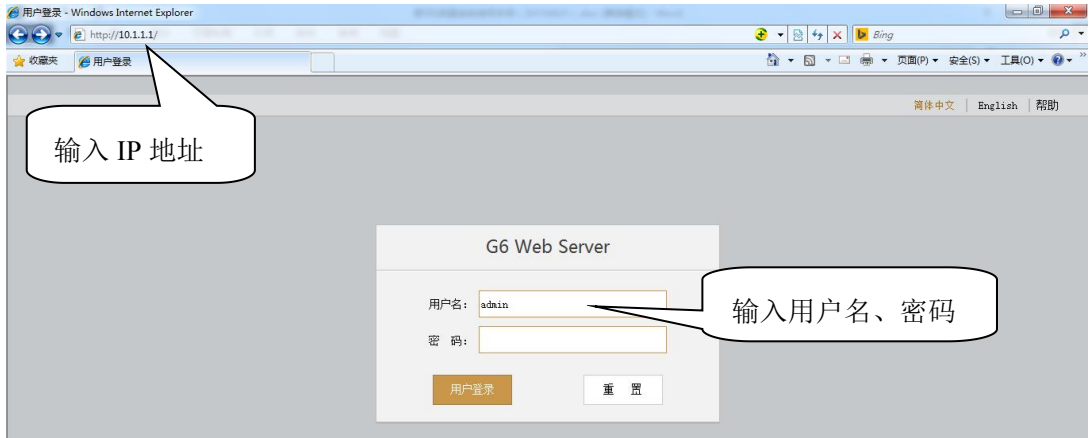 用户登录 - Windows Internet Explorer
http://10.1.1.1/
Bing
收藏夹
用户登录
页面(P)
安全(S)
工具(O)
简体中文 | English | 帮助
输入 IP 地址
G6 Web Server
用户名: admin
输入用户名、密码
密 码:
用户登录
重 置